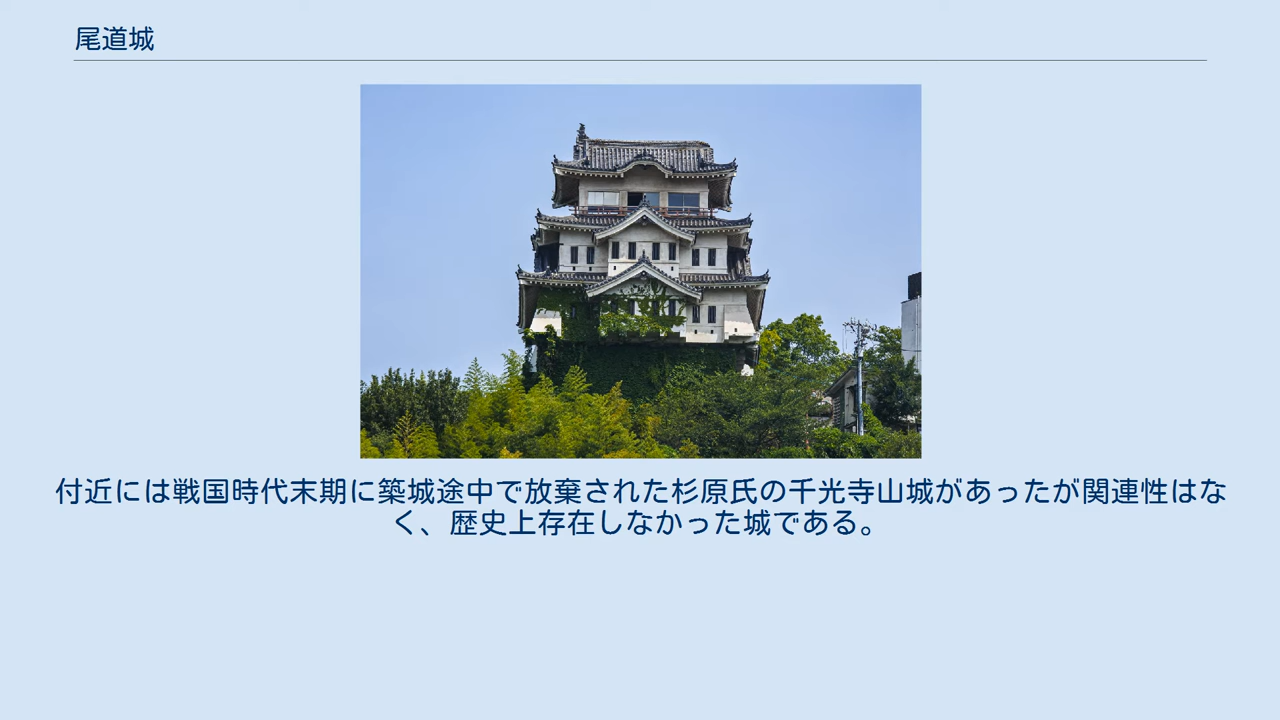 尾道城
付近には戦国時代末期に築城途中で放棄された杉原氏の千光寺山城があったが関連性はな
く、歴史上存在しなかった城である。